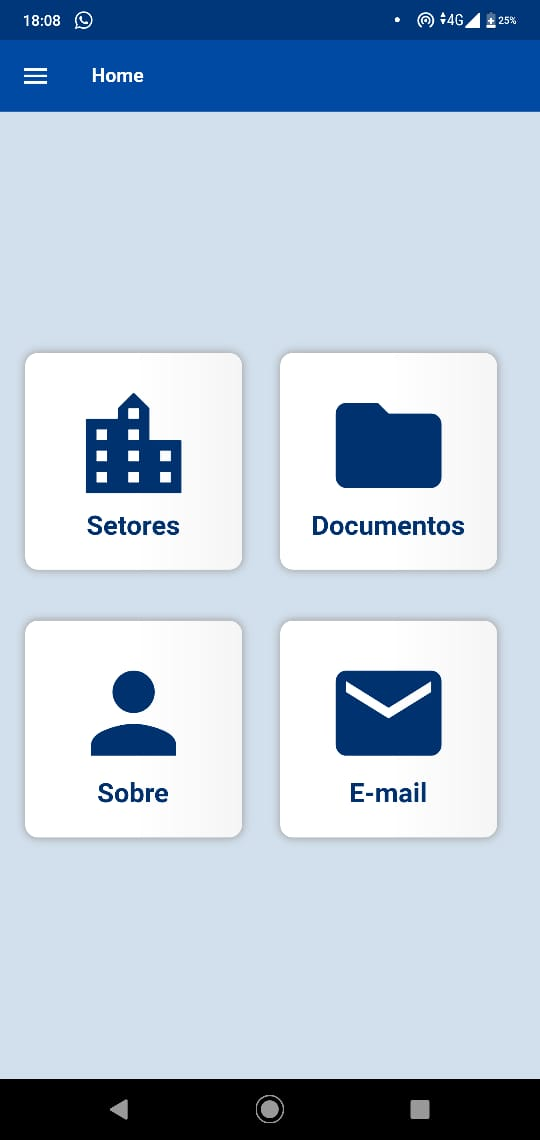 18:08 4G 25%
Home
Setores Documentos
Sobre E-mail